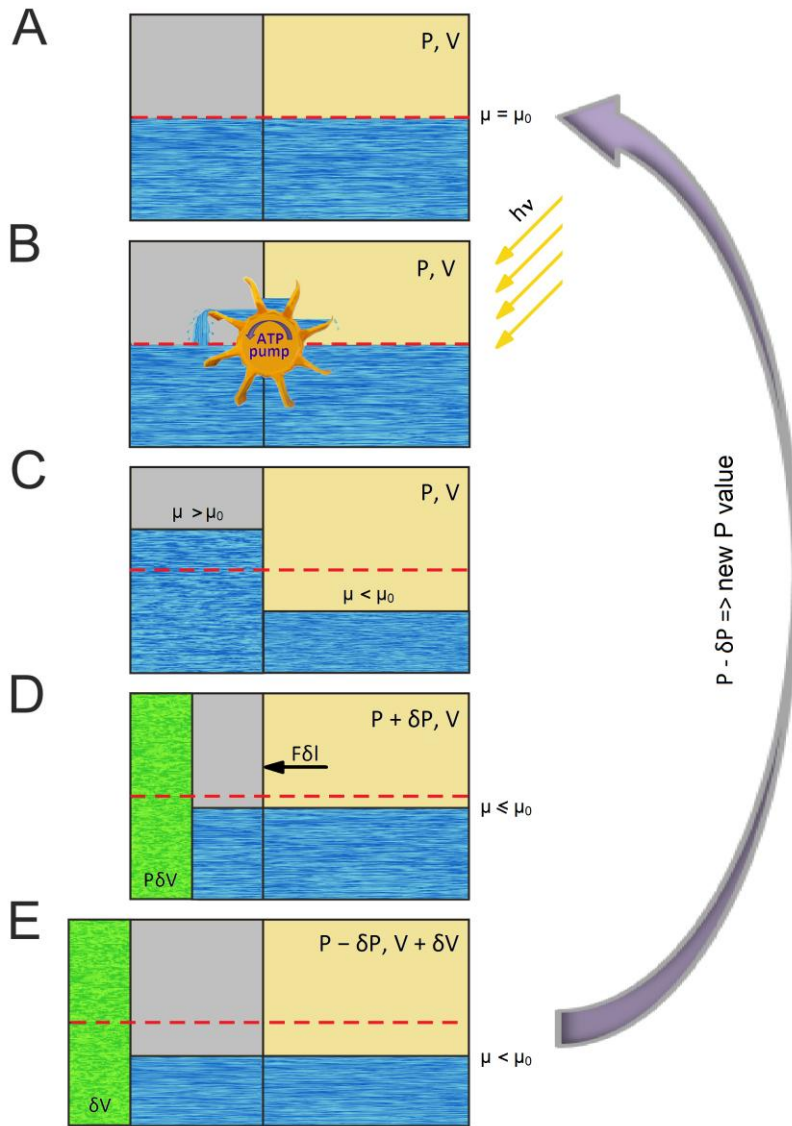 A
P, V
μ = μ₀
B
hν
P, V
ATP
pump
C
P, V
μ > μ₀
μ < μ₀
P - δP => new P value
D
P + δP, V
Fδl
μ ⩽ μ₀
PδV
E
P − δP, V + δV
μ < μ₀
δV